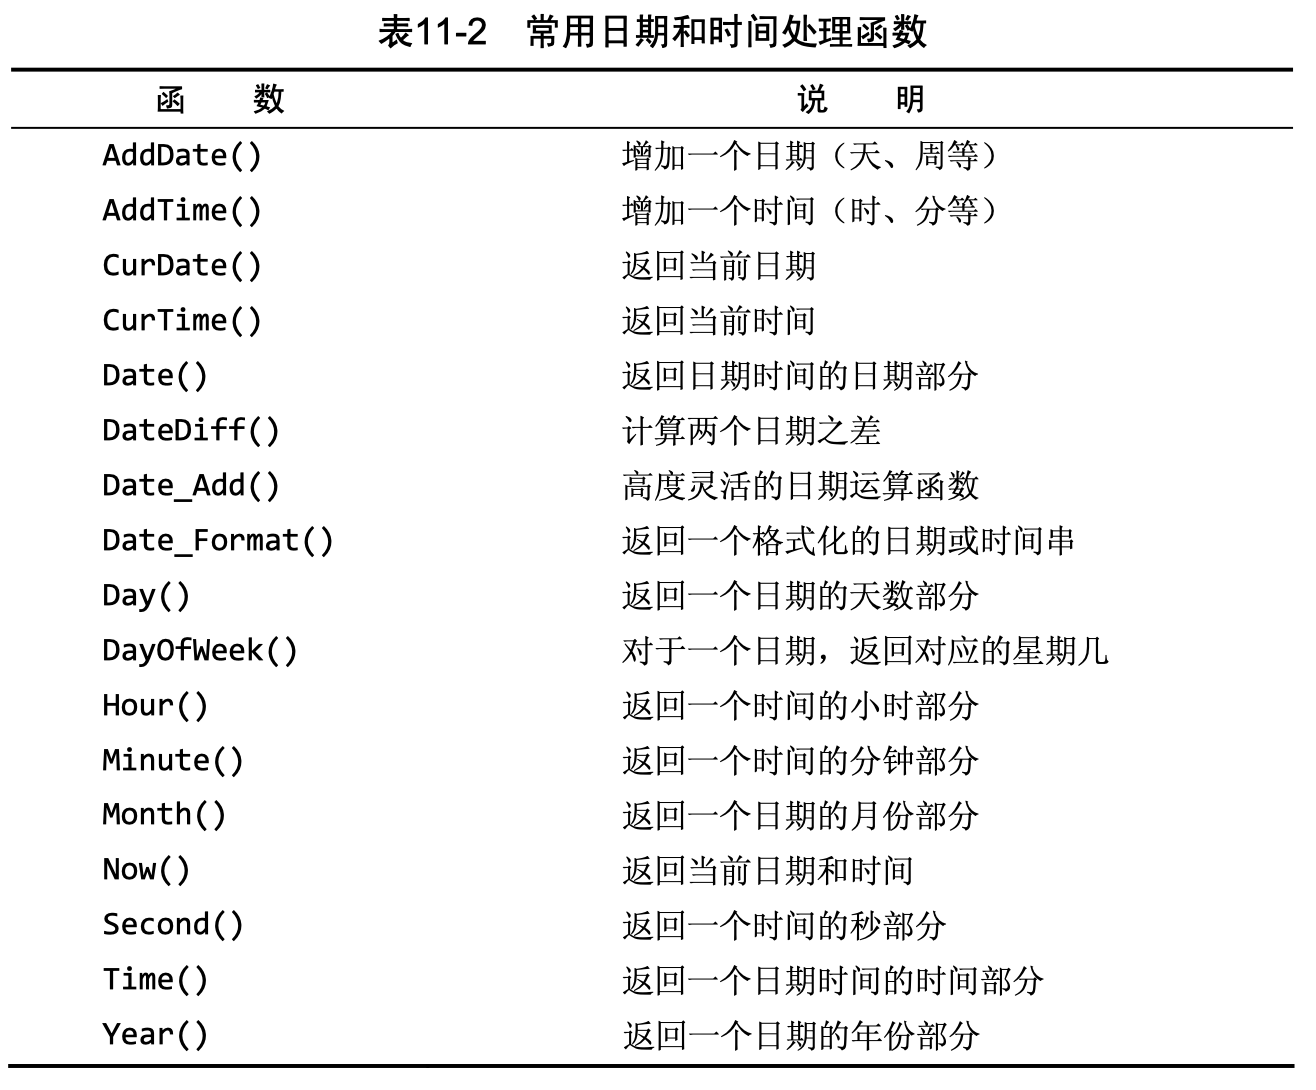 表11-2 常用日期和时间处理函数
函 数 说 明
AddDate() 增加一个日期（天、周等）
AddTime() 增加一个时间（时、分等）
CurDate() 返回当前日期
CurTime() 返回当前时间
Date() 返回日期时间的日期部分
DateDiff() 计算两个日期之差
Date_Add() 高度灵活的日期运算函数
Date_Format() 返回一个格式化的日期或时间串
Day() 返回一个日期的天数部分
DayOfWeek() 对于一个日期，返回对应的星期几
Hour() 返回一个时间的小时部分
Minute() 返回一个时间的分钟部分
Month() 返回一个日期的月份部分
Now() 返回当前日期和时间
Second() 返回一个时间的秒部分
Time() 返回一个日期时间的时间部分
Year() 返回一个日期的年份部分